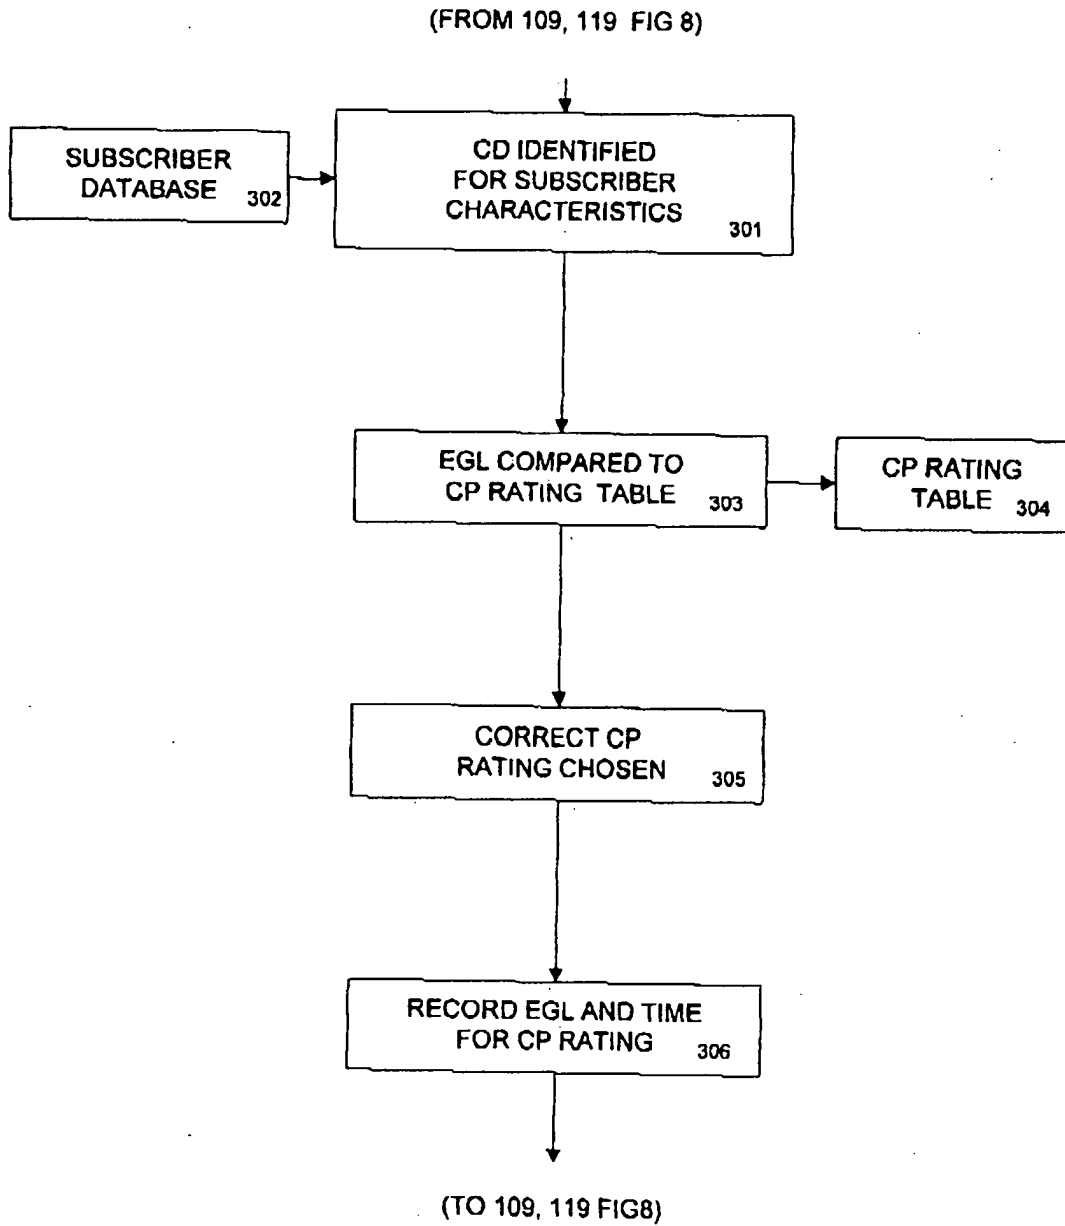 (FROM 109, 119 FIG 8)
SUBSCRIBER
DATABASE 302
CD IDENTIFIED
FOR SUBSCRIBER
CHARACTERISTICS
301
EGL COMPARED TO
CP RATING TABLE 303
CP RATING
TABLE 304
CORRECT CP
RATING CHOSEN 305
RECORD EGL AND TIME
FOR CP RATING 306
(TO 109, 119 FIG8)